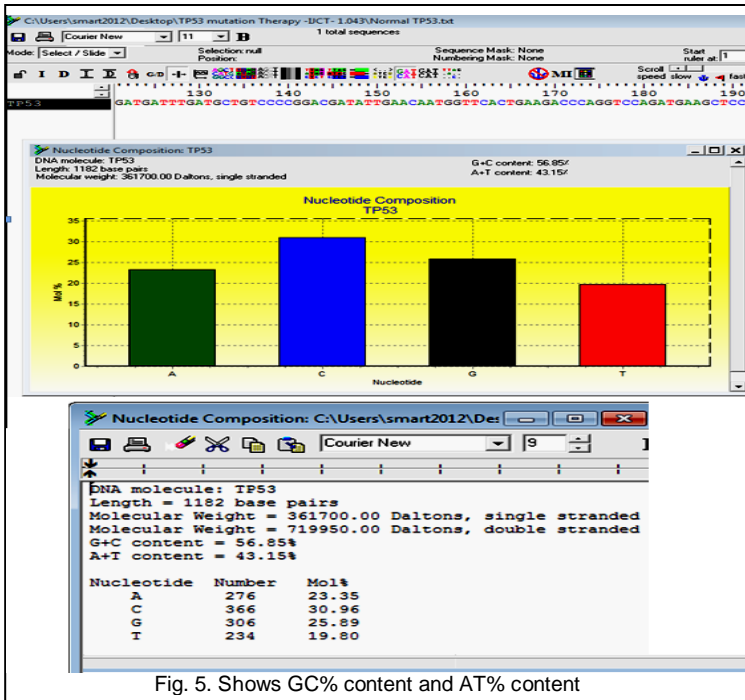 C:\Users\smart2012\Desktop\TP53 mutation Therapy -IJCT- 1.043\Normal TP53.txt
Courier New 11 B 1 total sequences
Mode: Select / Slide Selection: null Sequence Mask: None Start
Position: Numbering Mask: None ruler at: 1
I D I D MI Scroll
speed slow fast
130 140 150 160 170 180 190
TP53 GATGATTTGATGCTGTCCCCGGACGATATTGAACAATGGTTCACTGAAGACCCAGGTCCAGATGAAGCTCC
Nucleotide Composition: TP53
DNA molecule: TP53 G+C content: 56.85%
Length: 1182 base pairs A+T content: 43.15%
Molecular weight: 361700.00 Daltons, single stranded
Nucleotide Composition
TP53
35
30
25
20
15
10
5
0
Mol%
A C G T
Nucleotide
Nucleotide Composition: C:\Users\smart2012\Des
Courier New 9
DNA molecule: TP53
Length = 1182 base pairs
Molecular Weight = 361700.00 Daltons, single stranded
Molecular Weight = 719950.00 Daltons, double stranded
G+C content = 56.85%
A+T content = 43.15%
Nucleotide Number Mol%
A 276 23.35
C 366 30.96
G 306 25.89
T 234 19.80
Fig. 5. Shows GC% content and AT% content